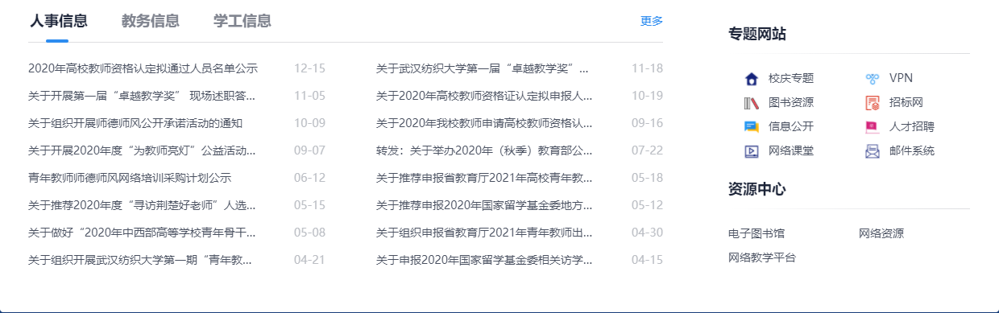 人事信息 教务信息 学工信息 更多
2020年高校教师资格认定拟通过人员名单公示 12-15
关于武汉纺织大学第一届“卓越教学奖”... 11-18
关于开展第一届“卓越教学奖” 现场述职答... 11-05
关于2020年高校教师资格证认定拟申报人... 10-19
关于组织开展师德师风公开承诺活动的通知 10-09
关于2020年我校教师申请高校教师资格认... 09-16
关于开展2020年度“为教师亮灯”公益活动... 09-07
转发：关于举办2020年（秋季）教育部公... 07-22
青年教师师德师风网络培训采购计划公示 06-12
关于推荐申报省教育厅2021年高校青年教... 05-18
关于推荐2020年度“寻访荆楚好老师”人选... 05-15
关于推荐申报2020年国家留学基金委地方... 05-12
关于做好“2020年中西部高等学校青年骨干... 05-08
关于组织申报省教育厅2021年青年教师出... 04-30
关于组织开展武汉纺织大学第一期“青年教... 04-21
关于申报2020年国家留学基金委相关访学... 04-15
专题网站
校庆专题 VPN
图书资源 招标网
信息公开 人才招聘
网络课堂 邮件系统
资源中心
电子图书馆 网络资源
网络教学平台